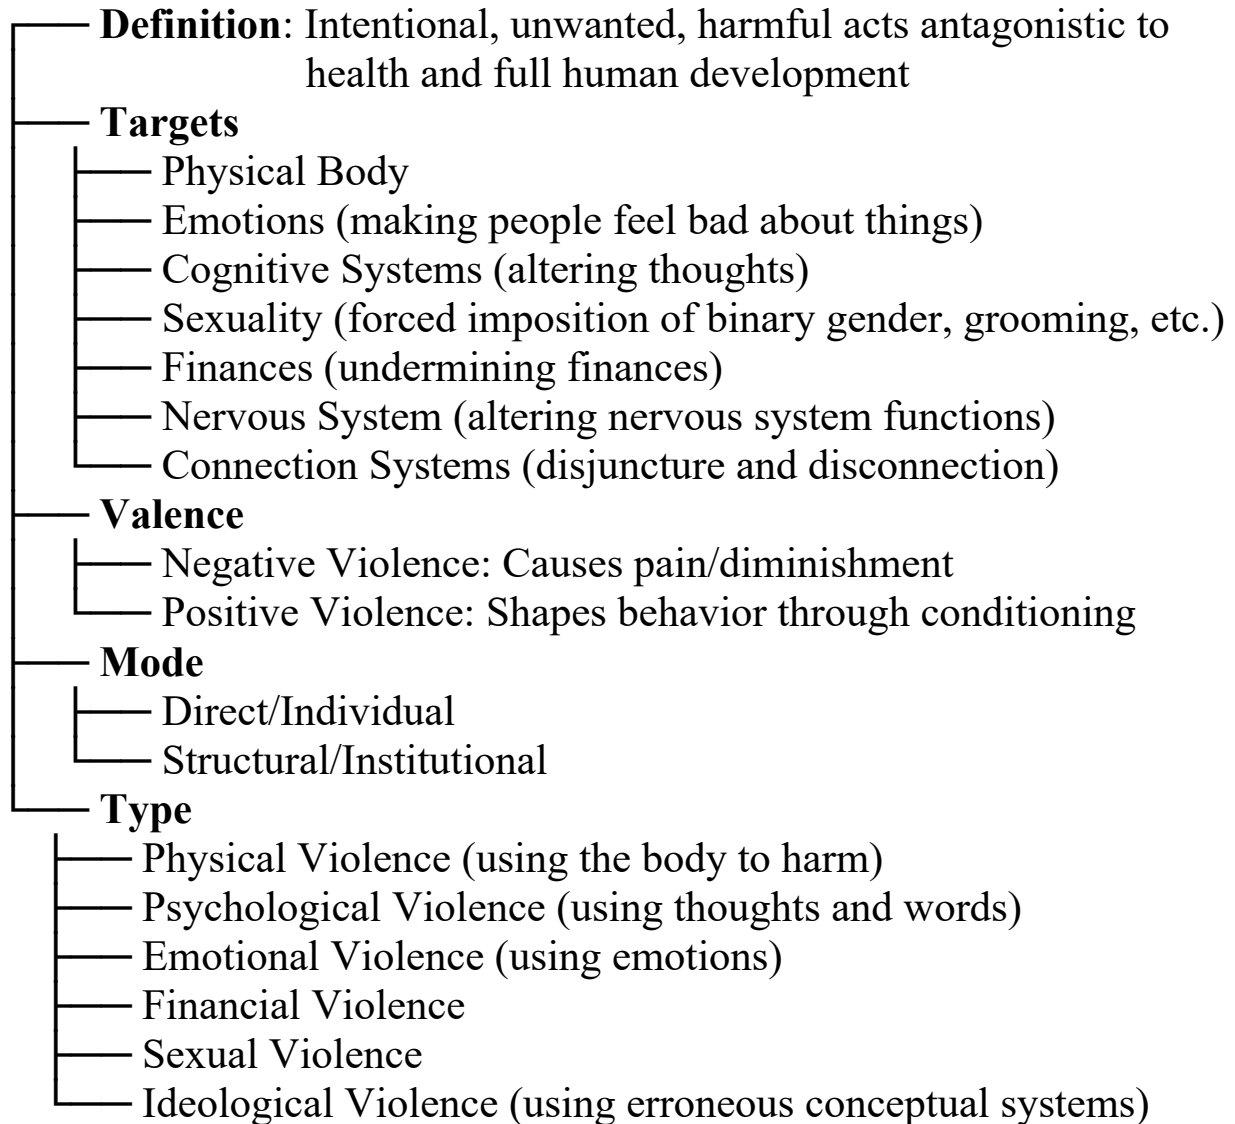 Definition: Intentional, unwanted, harmful acts antagonistic to
health and full human development
Targets
Physical Body
Emotions (making people feel bad about things)
Cognitive Systems (altering thoughts)
Sexuality (forced imposition of binary gender, grooming, etc.)
Finances (undermining finances)
Nervous System (altering nervous system functions)
Connection Systems (disjuncture and disconnection)
Valence
Negative Violence: Causes pain/diminishment
Positive Violence: Shapes behavior through conditioning
Mode
Direct/Individual
Structural/Institutional
Type
Physical Violence (using the body to harm)
Psychological Violence (using thoughts and words)
Emotional Violence (using emotions)
Financial Violence
Sexual Violence
Ideological Violence (using erroneous conceptual systems)